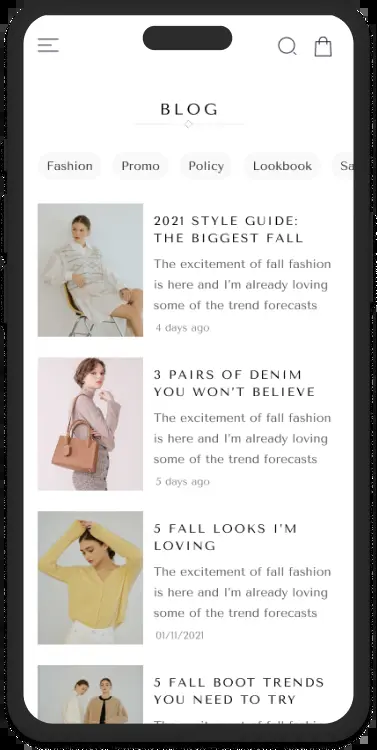 BLOG
Fashion Promo Policy Lookbook Sa
2021 STYLE GUIDE:
THE BIGGEST FALL
The excitement of fall fashion
is here and I'm already loving
some of the trend forecasts
4 days ago
3 PAIRS OF DENIM
YOU WON'T BELIEVE
The excitement of fall fashion
is here and I'm already loving
some of the trend forecasts
5 days ago
5 FALL LOOKS I'M
LOVING
The excitement of fall fashion
is here and I'm already loving
some of the trend forecasts
01/11/2021
5 FALL BOOT TRENDS
YOU NEED TO TRY